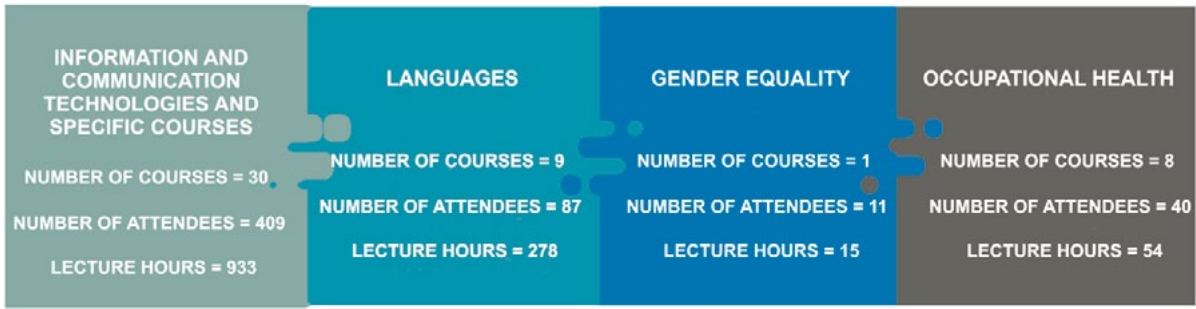 INFORMATION AND
COMMUNICATION
TECHNOLOGIES AND
SPECIFIC COURSES
NUMBER OF COURSES = 30
NUMBER OF ATTENDEES = 409
LECTURE HOURS = 933
LANGUAGES
NUMBER OF COURSES = 9
NUMBER OF ATTENDEES = 87
LECTURE HOURS = 278
GENDER EQUALITY
NUMBER OF COURSES = 1
NUMBER OF ATTENDEES = 11
LECTURE HOURS = 15
OCCUPATIONAL HEALTH
NUMBER OF COURSES = 8
NUMBER OF ATTENDEES = 40
LECTURE HOURS = 54